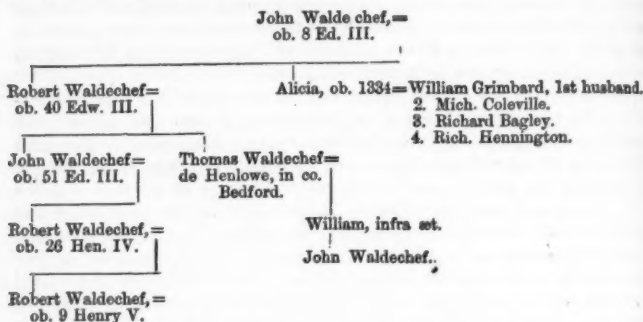 John Walde chef,=
ob. 8 Ed. III.
Robert Waldechef=
ob. 40 Edw. III.
Alicia, ob. 1334=William Grimbard, 1st husband.
2. Mich. Coleville.
3. Richard Bagley.
4. Rich. Hennington.
John Waldechef=
ob. 51 Ed. III.
Thomas Waldechef=
de Henlowe, in co.
Bedford.
Robert Waldechef,=
ob. 26 Hen. IV.
William, infra æt.
John Waldechef.
Robert Waldechef,=
ob. 9 Henry V.